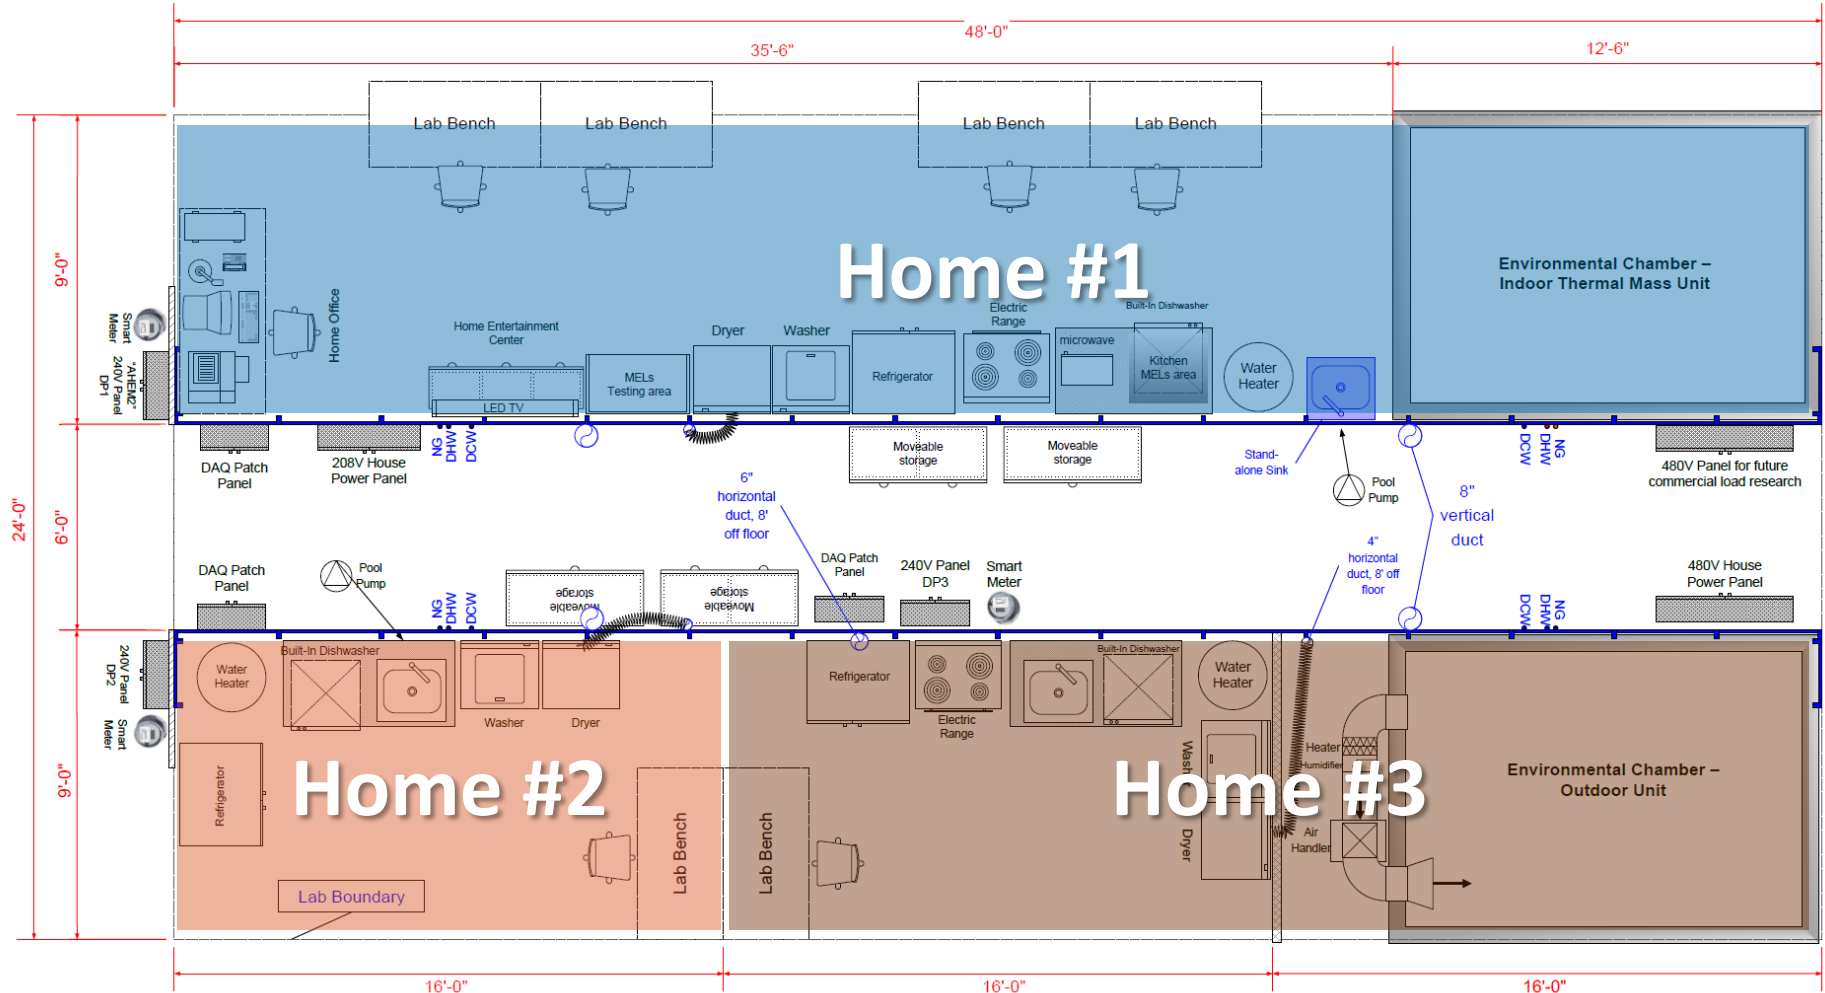 48'-0"
35'-6"
12'-6"
Lab Bench
Lab Bench
Lab Bench
Lab Bench
24'-0"
9'-0"
6'-0"
9'-0"
Home #1
Environmental Chamber –
Indoor Thermal Mass Unit
Smart
Meter
"AHEM2"
240V Panel
DP1
Home Office
Home Entertainment
Center
LED TV
MELs
Testing area
Dryer
Washer
Refrigerator
Electric
Range
microwave
Built-In Dishwasher
Kitchen
MELs area
Water
Heater
DAQ Patch
Panel
208V House
Power Panel
NG
DHW
DCW
Moveable
storage
Moveable
storage
Stand-
alone Sink
Pool
Pump
8"
vertical
duct
DCW
DHW
NG
480V Panel for future
commercial load research
6"
horizontal
duct, 8'
off floor
4"
horizontal
duct, 8' off
floor
DAQ Patch
Panel
Pool
Pump
NG
DHW
DCW
Moveable
storage
Moveable
storage
DAQ Patch
Panel
240V Panel
DP3
Smart
Meter
DCW
DHW
NG
480V House
Power Panel
240V Panel
DP2
Smart
Meter
Water
Heater
Built-In Dishwasher
Washer
Dryer
Refrigerator
Home #2
Lab Bench
Lab Bench
Lab Boundary
Refrigerator
Electric
Range
Built-In Dishwasher
Water
Heater
Washer
Dryer
Home #3
Heater
Humidifier
Air
Handler
Environmental Chamber –
Outdoor Unit
16'-0"
16'-0"
16'-0"